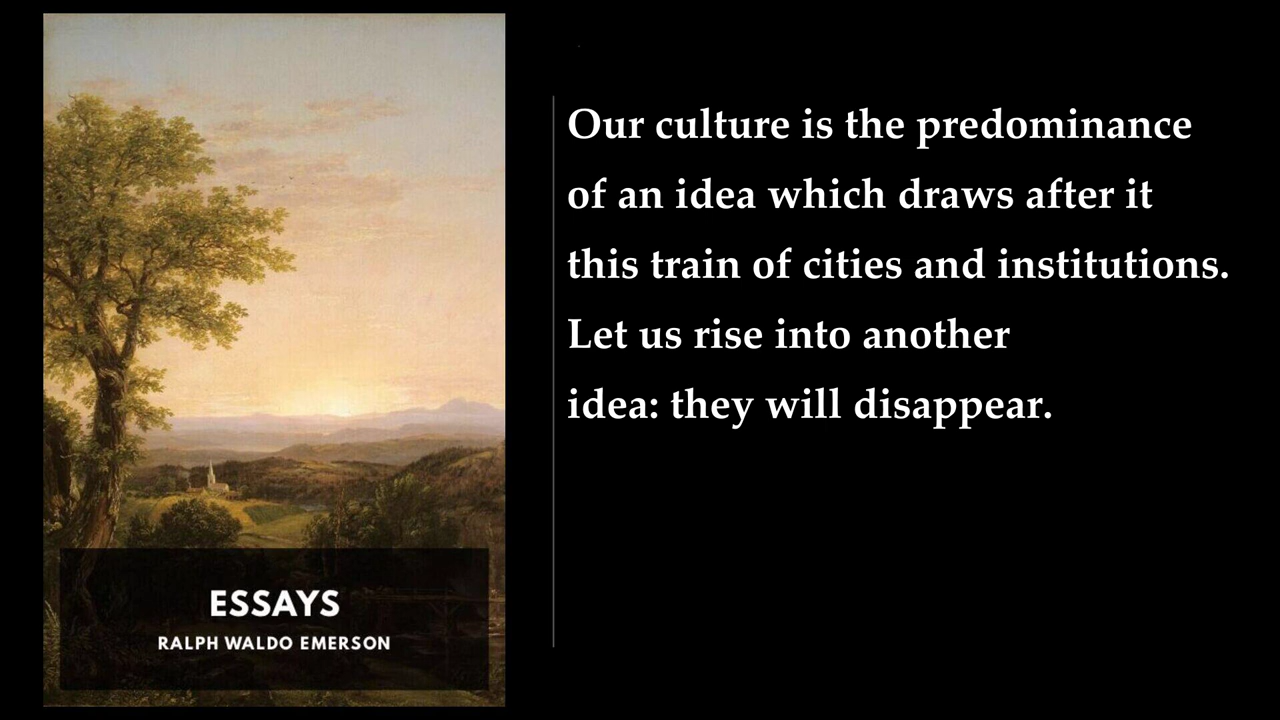 ESSAYS
RALPH WALDO EMERSON
Our culture is the predominance
of an idea which draws after it
this train of cities and institutions.
Let us rise into another
idea: they will disappear.